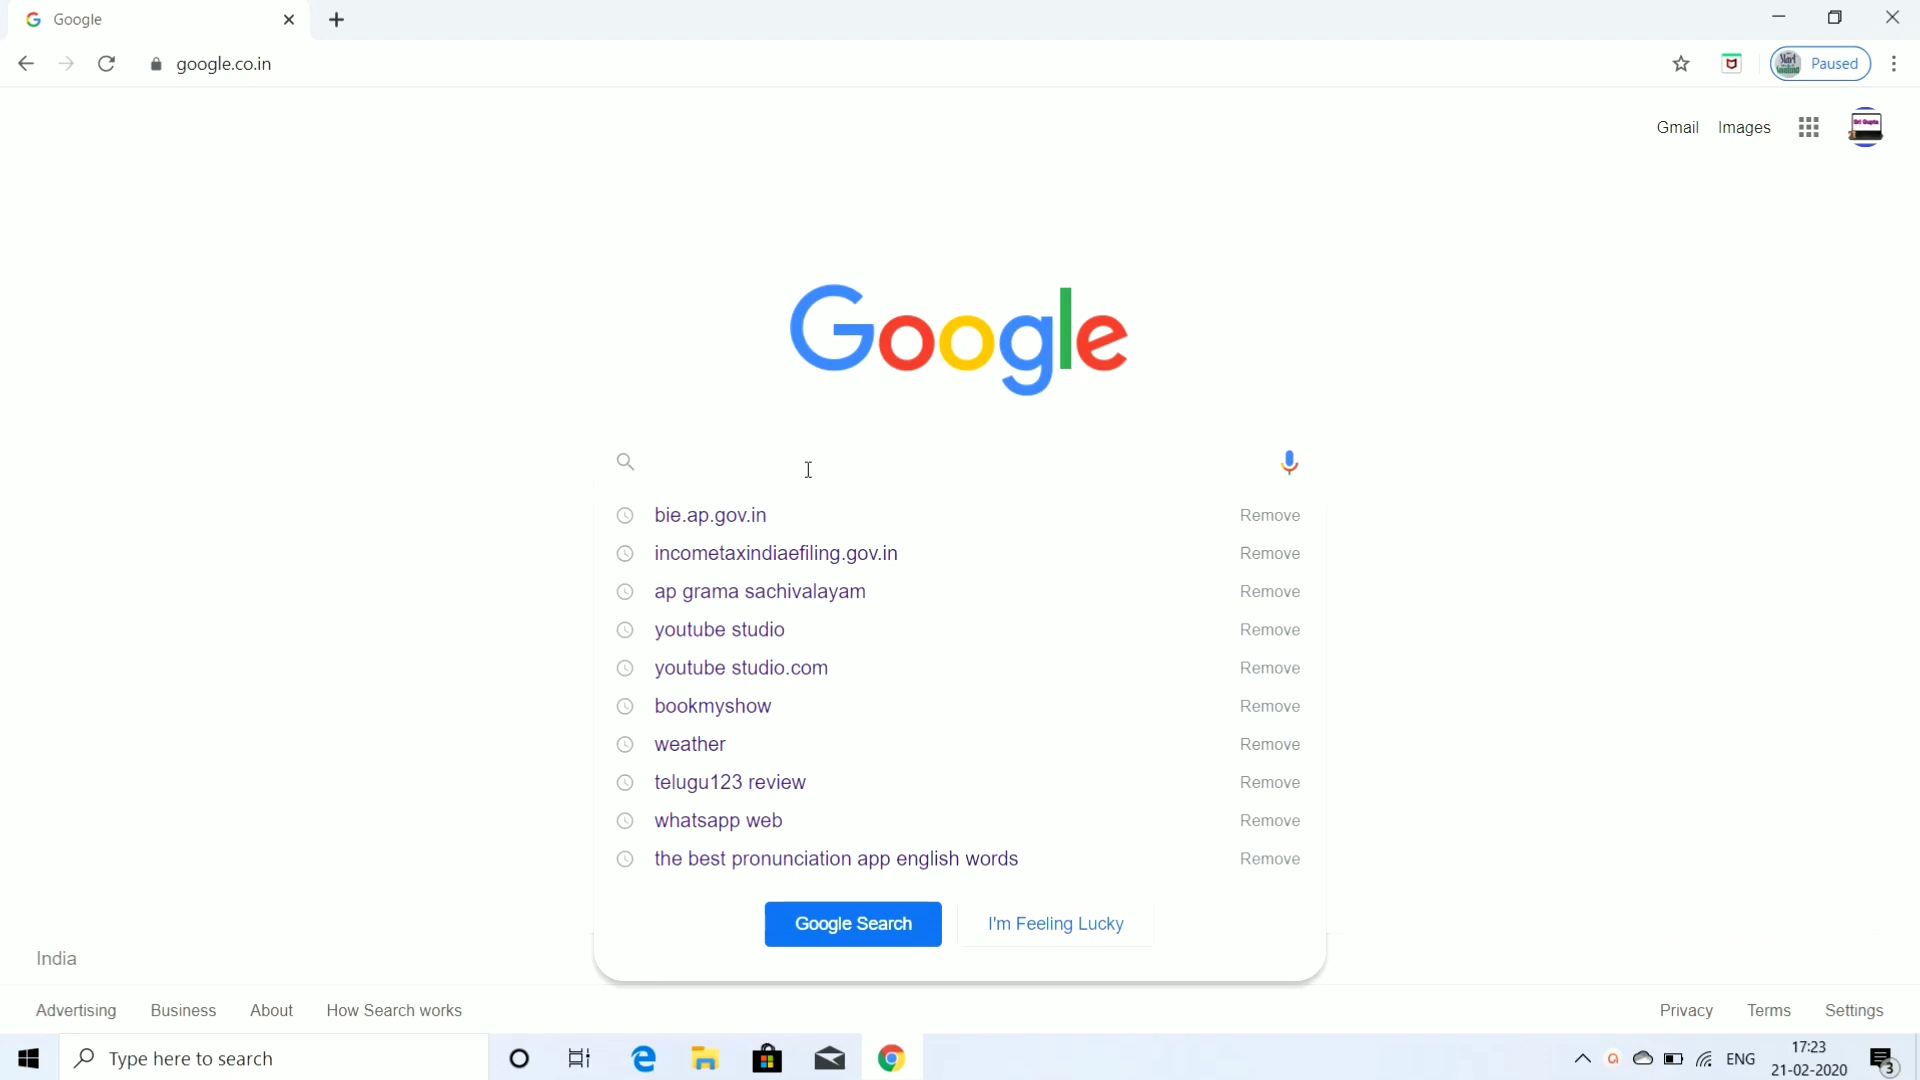 Google
google.co.in
Paused
Gmail Images
Google
bie.ap.gov.in Remove
incometaxindiaefiling.gov.in Remove
ap grama sachivalayam Remove
youtube studio Remove
youtube studio.com Remove
bookmyshow Remove
weather Remove
telugu123 review Remove
whatsapp web Remove
the best pronunciation app english words Remove
Google Search I'm Feeling Lucky
India
Advertising Business About How Search works Privacy Terms Settings
Type here to search
ENG
17:23
21-02-2020
3